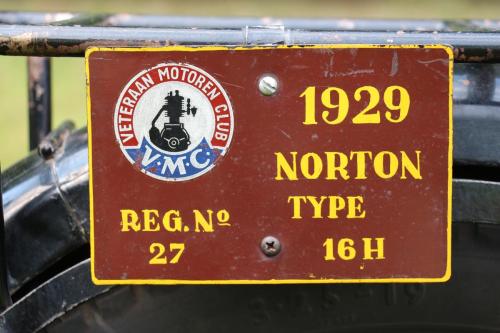 VETERAAN MOTOREN CLUB
V.M.C.
1929
NORTON
TYPE
16 H
REG. Nº
27